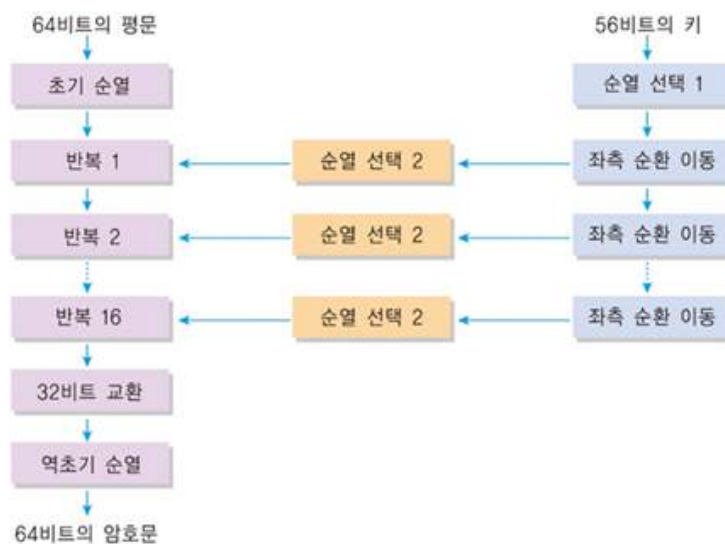 64비트의 평문
56비트의 키
초기 순열
순열 선택 1
반복 1
순열 선택 2
좌측 순환 이동
반복 2
순열 선택 2
좌측 순환 이동
반복 16
순열 선택 2
좌측 순환 이동
32비트 교환
역초기 순열
64비트의 암호문